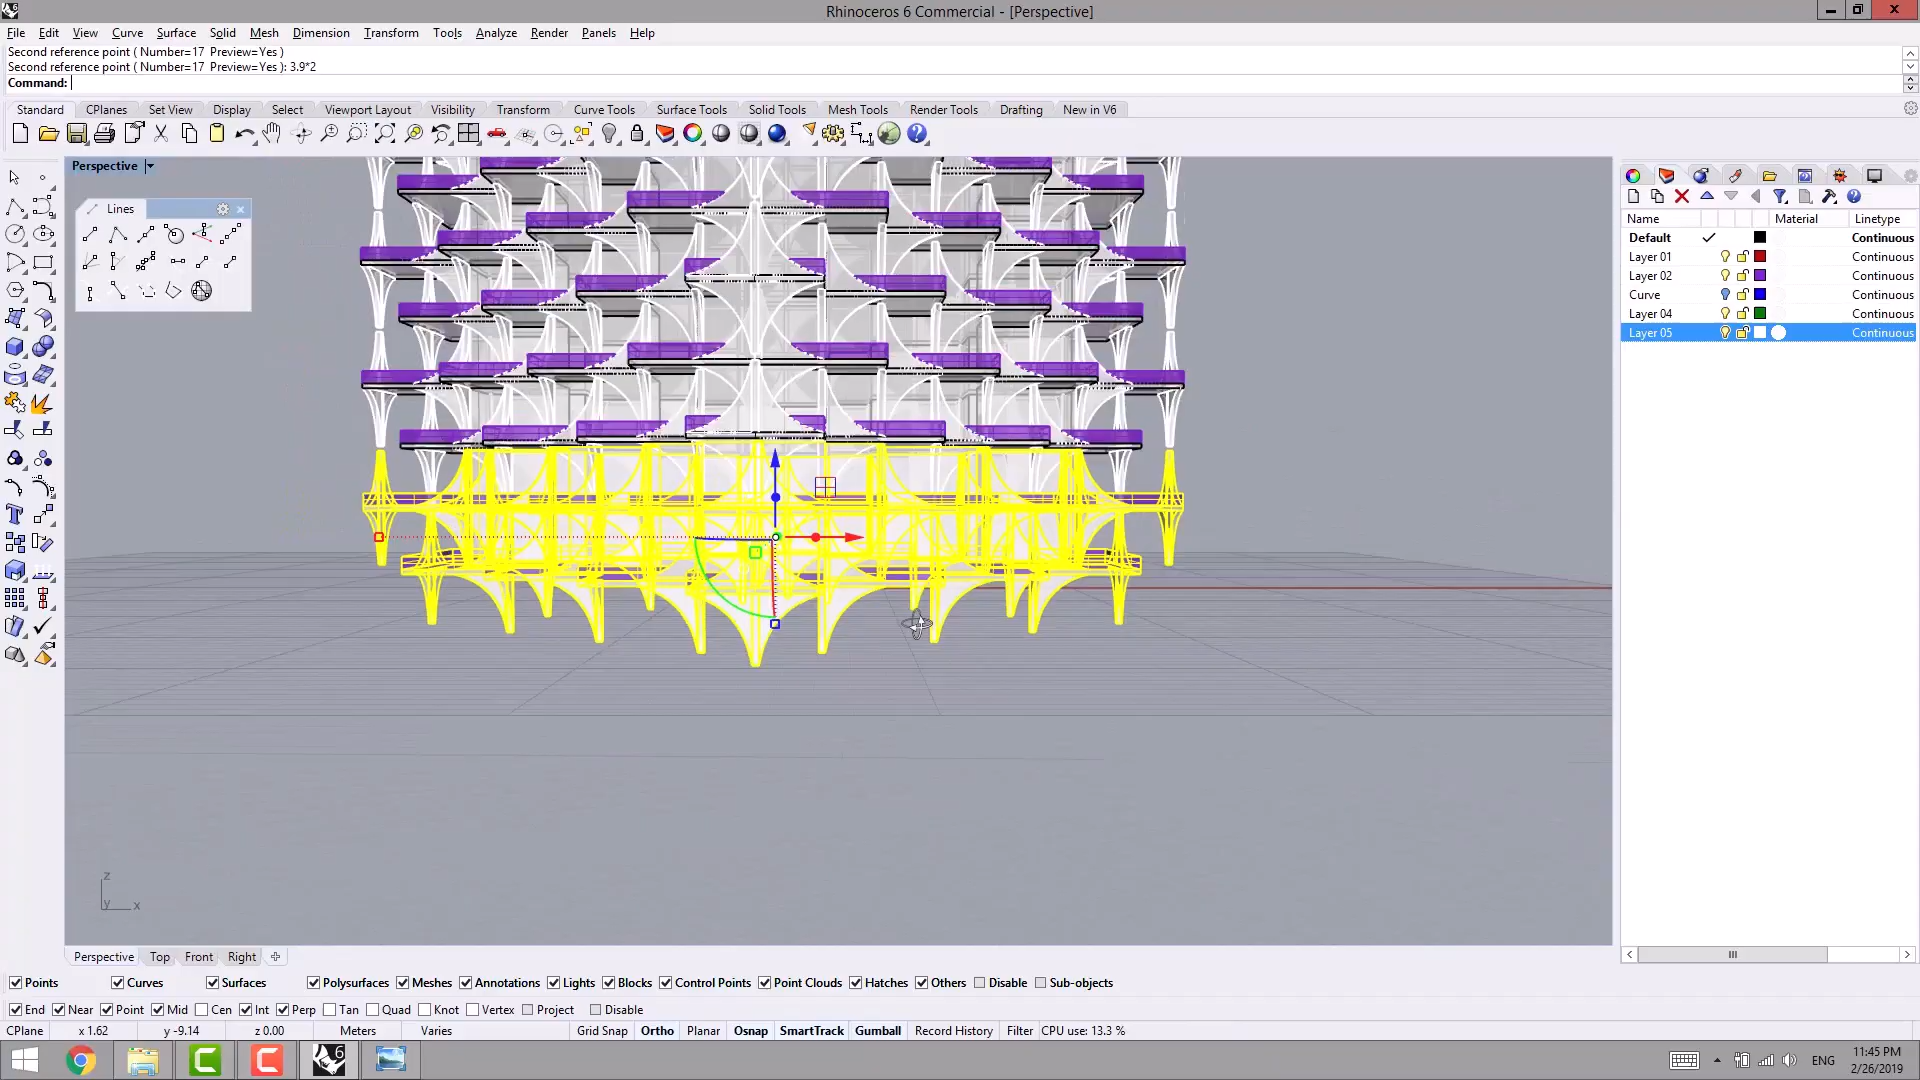 Rhinoceros 6 Commercial - [Perspective]
File Edit View Curve Surface Solid Mesh Dimension Transform Tools Analyze Render Panels Help
Second reference point ( Number=17 Preview=Yes )
Second reference point ( Number=17 Preview=Yes ): 3.9*2
Command:
Standard CPlanes Set View Display Select Viewport Layout Visibility Transform Curve Tools Surface Tools Solid Tools Mesh Tools Render Tools Drafting New in V6
Perspective
Lines
Name Material Linetype
Default Continuous
Layer 01 Continuous
Layer 02 Continuous
Curve Continuous
Layer 04 Continuous
Layer 05 Continuous
z
y x
Perspective Top Front Right
Points Curves Surfaces Polysurfaces Meshes Annotations Lights Blocks Control Points Point Clouds Hatches Others Disable Sub-objects
End Near Point Mid Cen Int Perp Tan Quad Knot Vertex Project Disable
CPlane x 1.62 y -9.14 z 0.00 Meters Varies Grid Snap Ortho Planar Osnap SmartTrack Gumball Record History Filter CPU use: 13.3 %
6 ENG 11:45 PM
2/26/2019